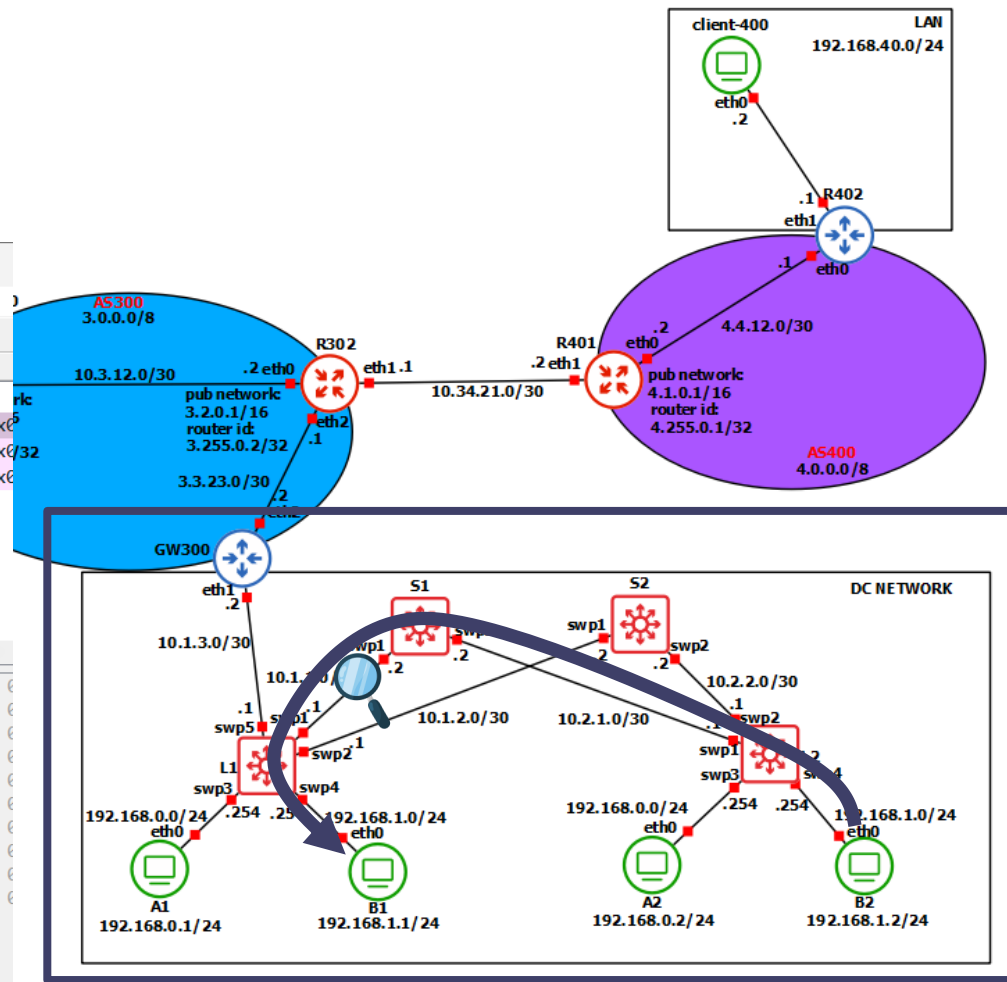 LAN
192.168.40.0/24
client-400
eth0
.2
.1
R402
eth1
.1
eth0
AS300
3.0.0.0/8
R302
.2 eth0
eth1 .1
10.3.12.0/30
pub network:
3.2.0.1/16
router id:
3.255.0.2/32
eth2
.1
10.34.21.0/30
R401
.2 eth1
.2
eth0
4.4.12.0/30
pub network:
4.1.0.1/16
router id:
4.255.0.1/32
AS400
4.0.0.0/8
/32
3.3.23.0/30
.2
GW300
eth1
.2
DC NETWORK
S1
S2
swp1
.2
.2
swp1
swp2
.2
10.1.3.0/30
10.1.2.0/30
10.2.1.0/30
10.2.2.0/30
.1
swp5
.1
swp2
.1
L1
.1
swp2
swp1
swp3
swp4
.254
192.168.0.0/24
192.168.1.0/24
eth0
eth0
A1
192.168.0.1/24
B1
192.168.1.1/24
swp3
.254
.254
192.168.0.0/24
192.168.1.0/24
eth0
eth0
A2
192.168.0.2/24
B2
192.168.1.2/24